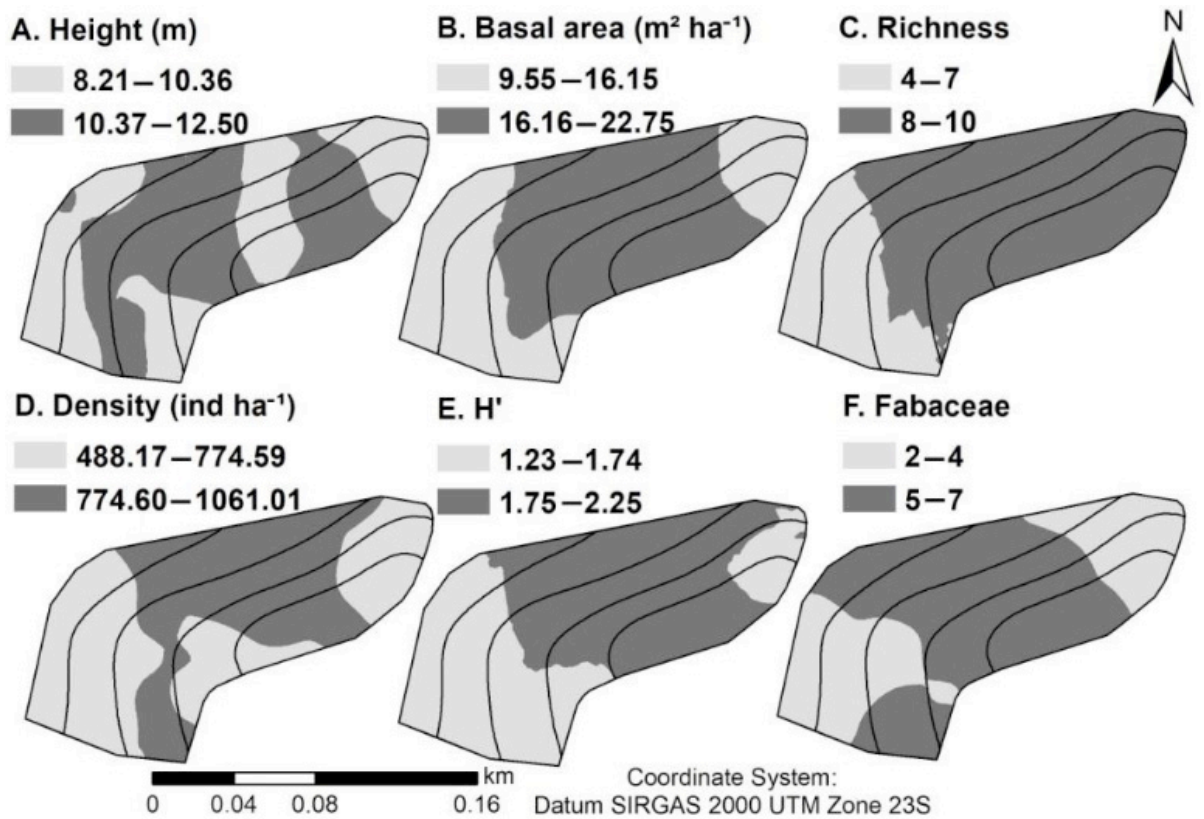 A. Height (m)
8.21–10.36
10.37–12.50
B. Basal area (m² ha⁻¹)
9.55–16.15
16.16–22.75
C. Richness
4–7
8–10
N
D. Density (ind ha⁻¹)
488.17–774.59
774.60–1061.01
E. H'
1.23–1.74
1.75–2.25
F. Fabaceae
2–4
5–7
km
0 0.04 0.08 0.16
Coordinate System:
Datum SIRGAS 2000 UTM Zone 23S